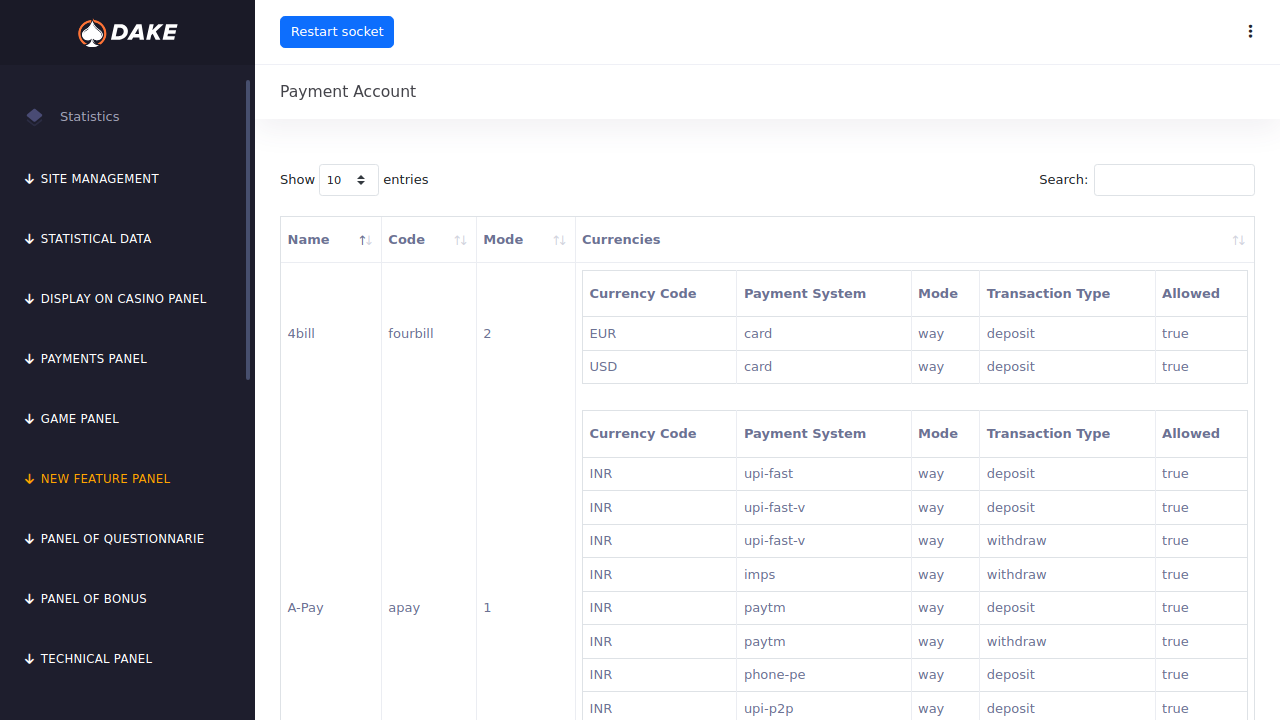 DAKE
Restart socket
Payment Account
Statistics
SITE MANAGEMENT
STATISTICAL DATA
DISPLAY ON CASINO PANEL
PAYMENTS PANEL
GAME PANEL
NEW FEATURE PANEL
PANEL OF QUESTIONNARIE
PANEL OF BONUS
TECHNICAL PANEL
Show 10 entries
Search:
Name Code Mode Currencies
Currency Code Payment System Mode Transaction Type Allowed
4bill fourbill 2 EUR card way deposit true
USD card way deposit true
Currency Code Payment System Mode Transaction Type Allowed
INR upi-fast way deposit true
INR upi-fast-v way deposit true
INR upi-fast-v way withdraw true
INR imps way withdraw true
A-Pay apay 1 INR paytm way deposit true
INR paytm way withdraw true
INR phone-pe way deposit true
INR upi-p2p way deposit true